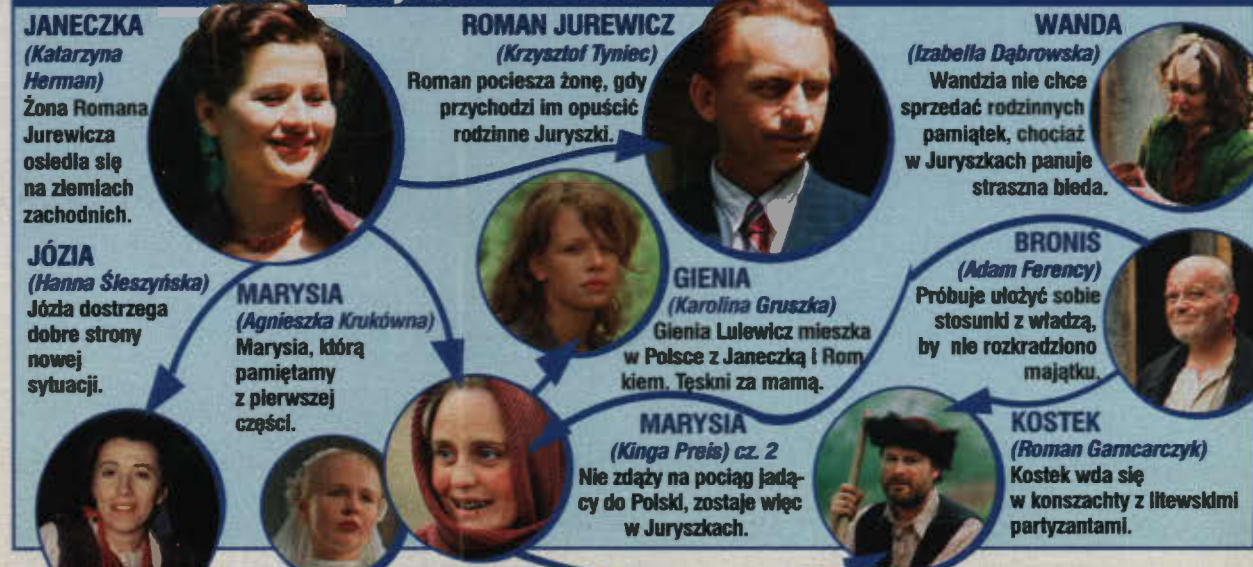 JANECZKA
(Katarzyna
Herman)
Żona Romana
Jurewicza
osiedla się
na ziemiach
zachodnich.
ROMAN JUREWICZ
(Krzysztof Tyniec)
Roman pociesza żonę, gdy
przychodzi im opuścić
rodzinne Juryszki.
WANDA
(Izabella Dąbrowska)
Wandzia nie chce
sprzedać rodzinnych
pamiątek, chociaż
w Juryszkach panuje
straszna bieda.
JÓZIA
(Hanna Śleszyńska)
Józia dostrzega
dobre strony
nowej
sytuacji.
MARYSIA
(Agnieszka Krukówna)
Marysia, którą
pamiętamy
z pierwszej
części.
GIENIA
(Karolina Gruszka)
Gienia Lulewicz mieszka
w Polsce z Janeczką i Rom
kiem. Tęskni za mamą.
BRONIŚ
(Adam Ferency)
Próbuje ułożyć sobie
stosunki z władzą,
by nie rozkradziono
majątku.
MARYSIA
(Kinga Preis) cz. 2
Nie zdąży na pociąg jadą-
cy do Polski, zostaje więc
w Juryszkach.
KOSTEK
(Roman Garncarczyk)
Kostek wda się
w konszachty z litewskimi
partyzantami.